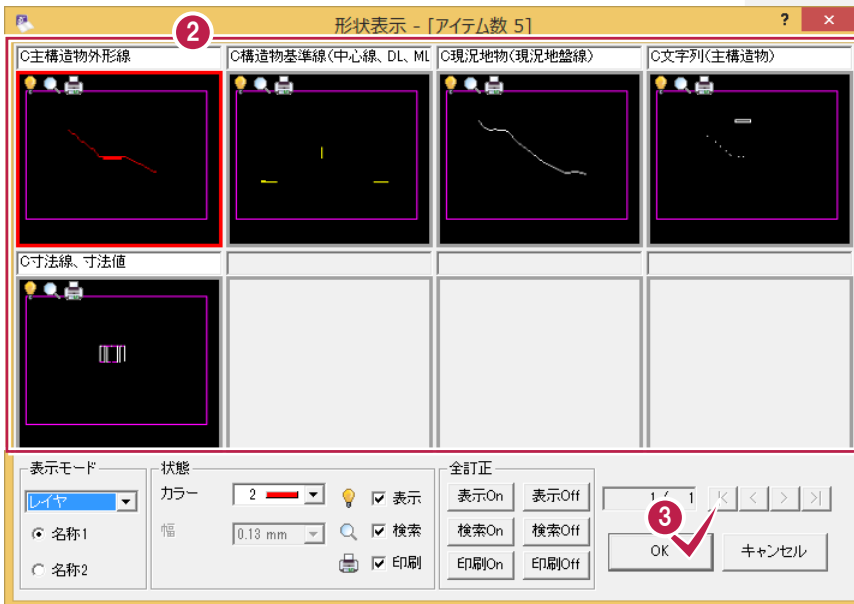 形状表示 - [アイテム数 5]
?
×
2
C主構造物外形線
C構造物基準線(中心線、DL、ML
C現況地物(現況地盤線)
C文字列(主構造物)
C寸法線、寸法値
表示モード
レイヤ
名称1
名称2
状態
カラー
2
幅
0.13 mm
表示
検索
印刷
全訂正
表示On
表示Off
検索On
検索Off
印刷On
印刷Off
1 / 1
3
OK
キャンセル